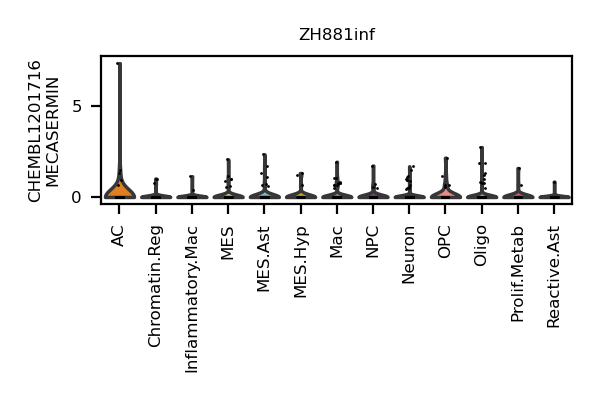 ZH881inf
CHEMBL1201716
MECASERMIN
5
0
AC
Chromatin.Reg
Inflammatory.Mac
MES
MES.Ast
MES.Hyp
Mac
NPC
Neuron
OPC
Oligo
Prolif.Metab
Reactive.Ast